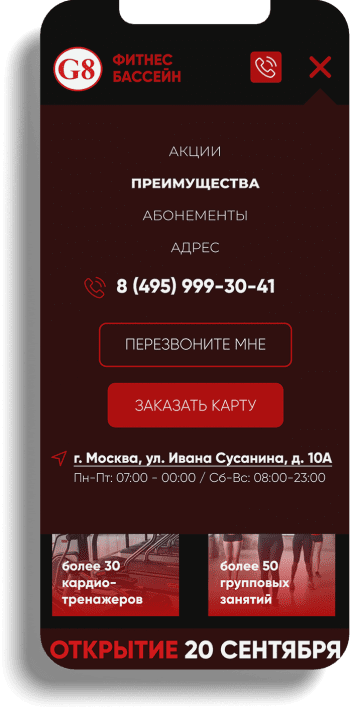 G8
ФИТНЕС
БАССЕЙН
АКЦИИ
ПРЕИМУЩЕСТВА
АБОНЕМЕНТЫ
АДРЕС
8 (495) 999-30-41
ПЕРЕЗВОНИТЕ МНЕ
ЗАКАЗАТЬ КАРТУ
г. Москва, ул. Ивана Сусанина, д. 10А
Пн-Пт: 07:00 - 00:00 / Сб-Вс: 08:00-23:00
более 30
кардио-
тренажеров
более 50
групповых
занятий
ОТКРЫТИЕ 20 СЕНТЯБРЯ